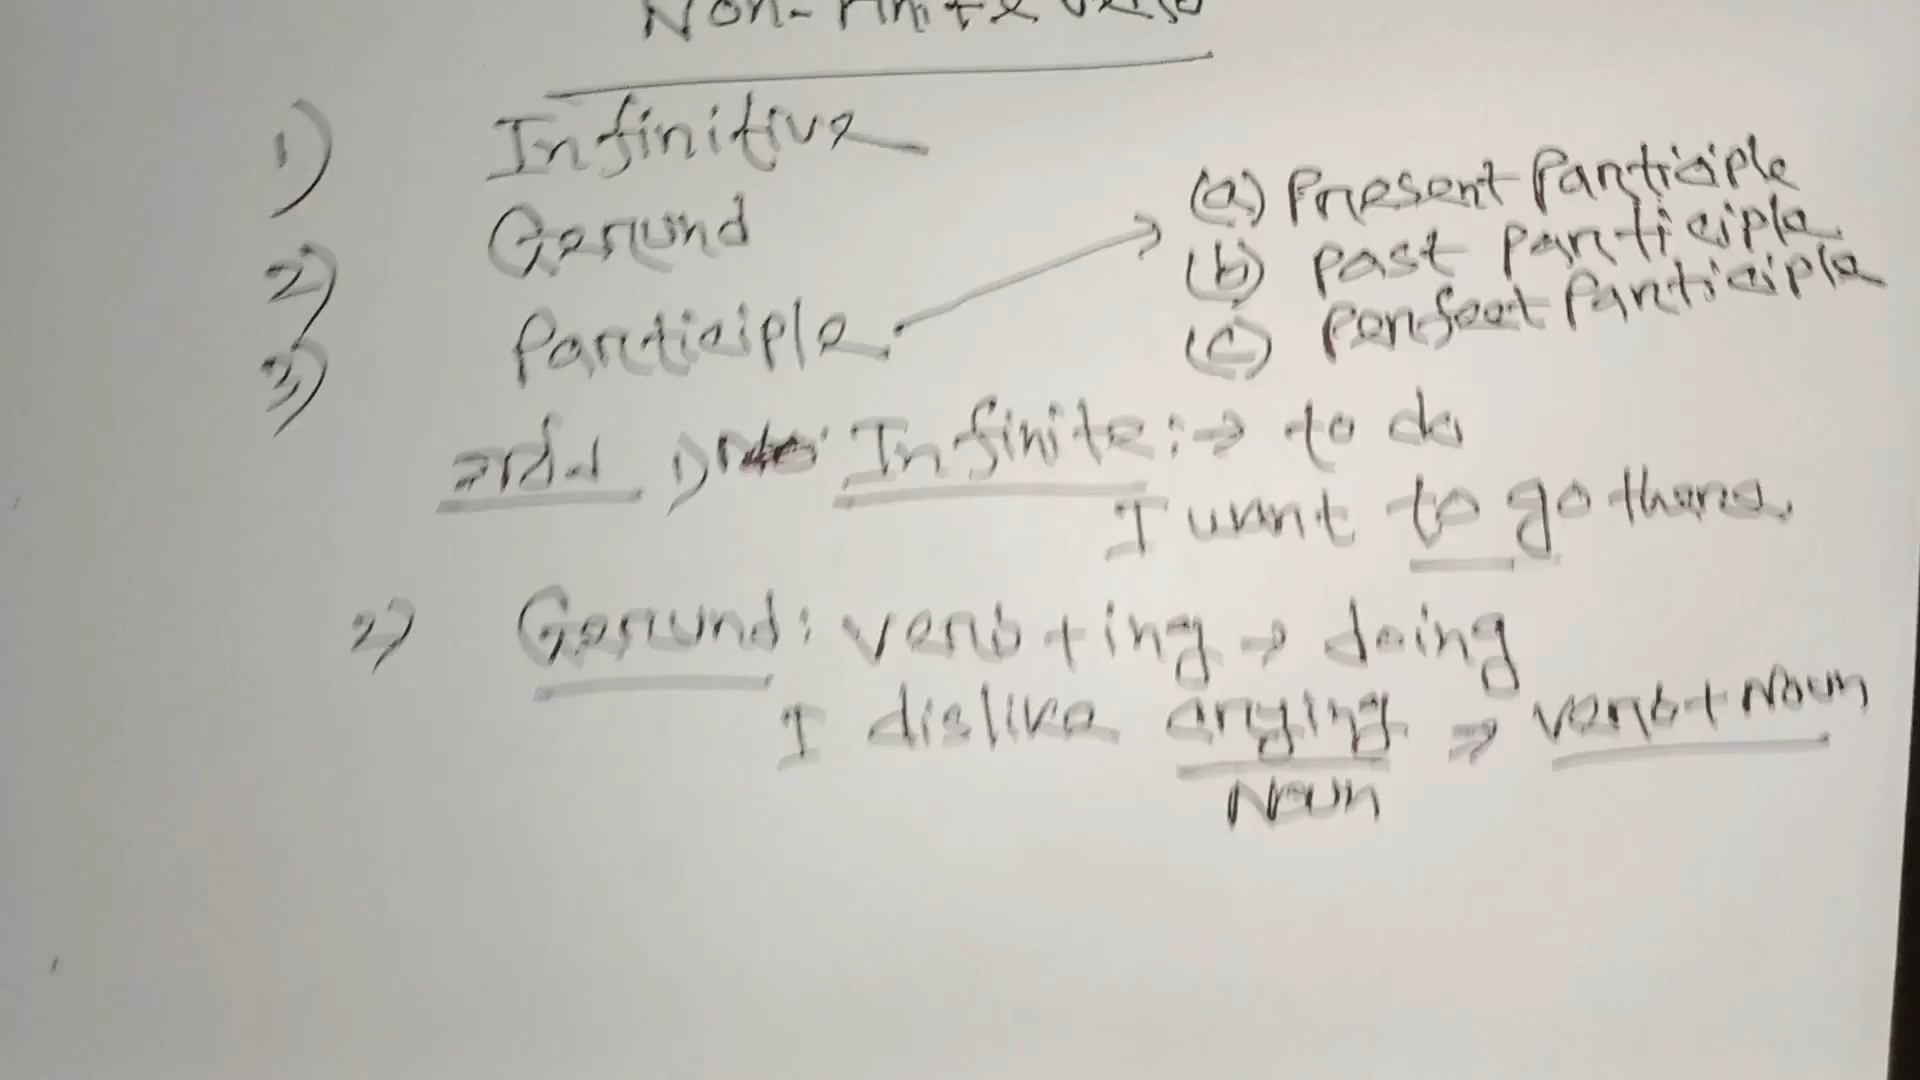 Non-finite verb
1) Infinitive
2) Gerund
3) Participle
(a) Present Participle
(b) Past Participle
(c) Perfect Participle
1) Infinite: → to do
I want to go there.
2) Gerund: verb + ing → doing
I dislike crying ⇒ verb + Noun
Noun